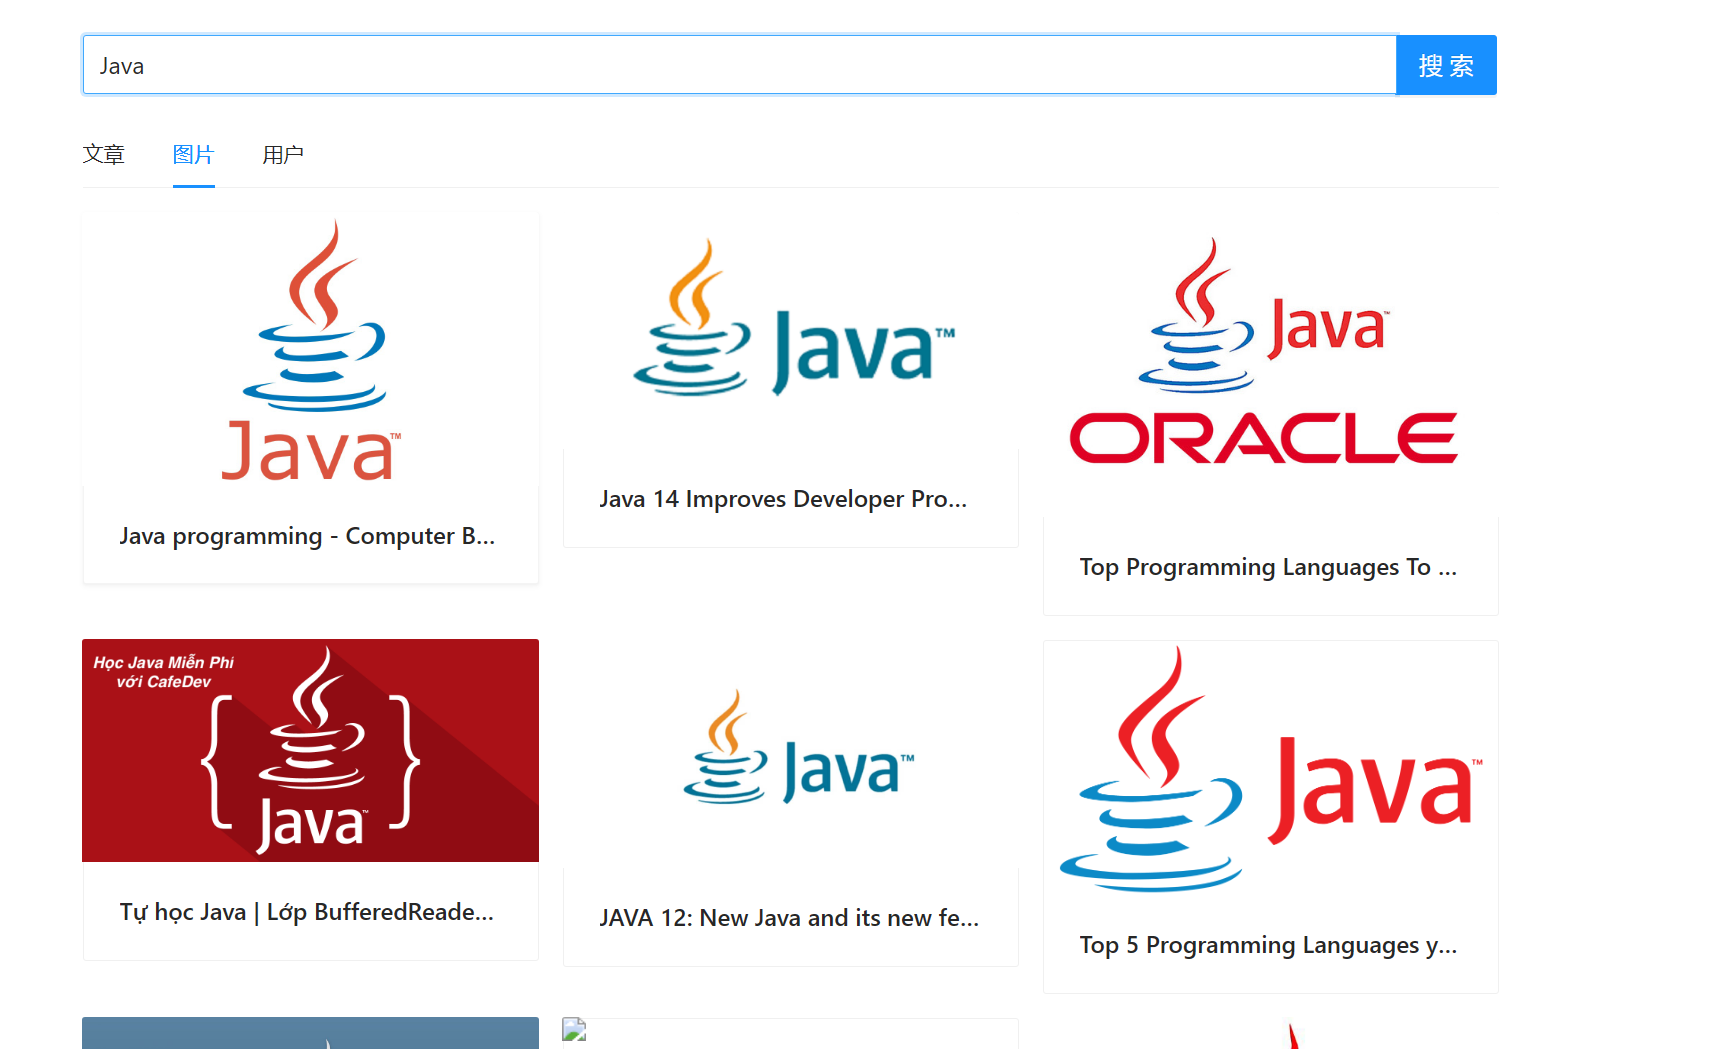 Java
搜 索
文章
图片
用户
Java™
Java programming - Computer B...
Java™
Java 14 Improves Developer Pro...
Java™
ORACLE
Top Programming Languages To ...
Học Java Miễn Phí
với CafeDev
{ }
Java™
Tự học Java | Lớp BufferedReade...
Java™
JAVA 12: New Java and its new fe...
Java™
Top 5 Programming Languages y...